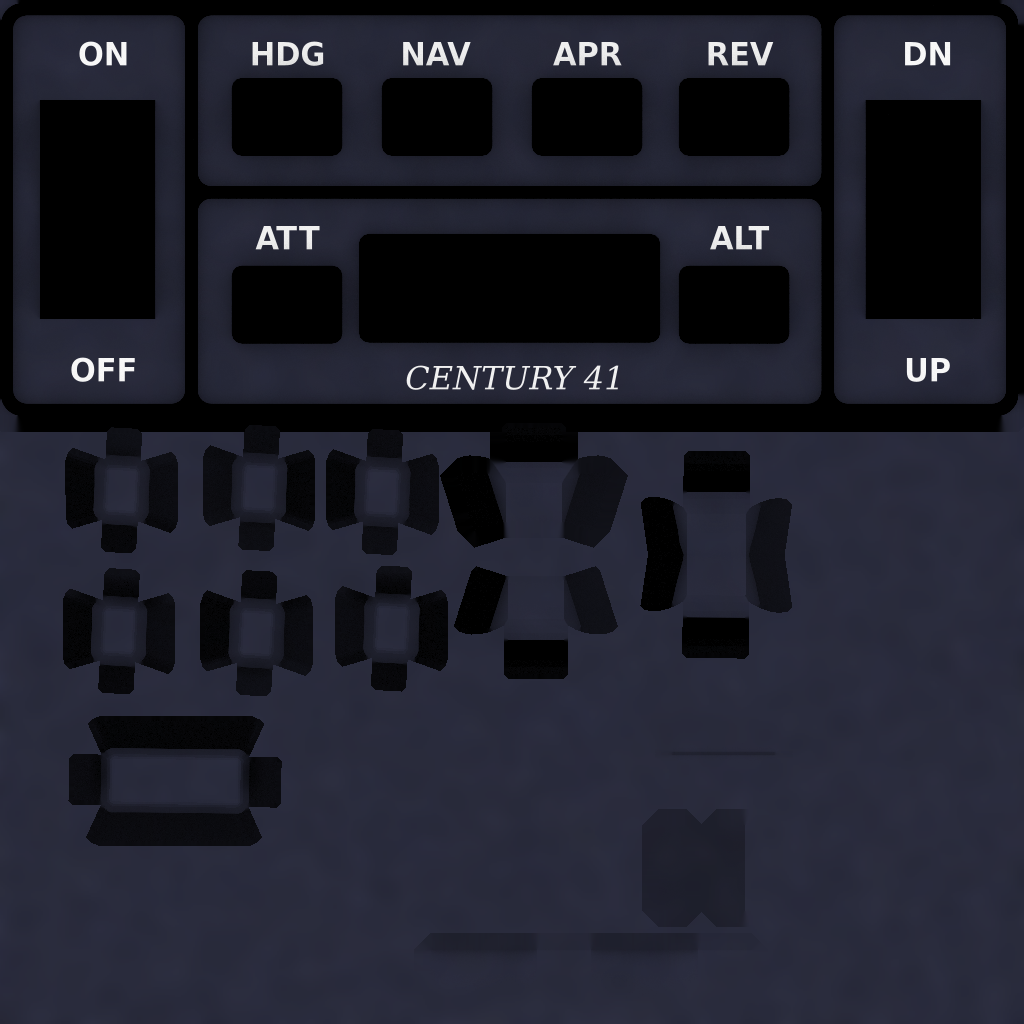 ON
HDG NAV APR REV
DN
ATT
ALT
OFF
CENTURY 41
UP